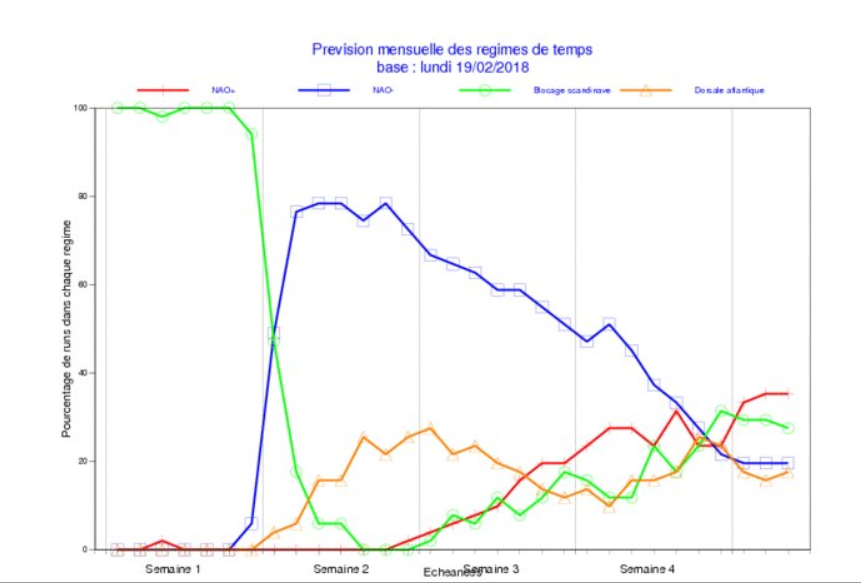 Prevision mensuelle des regimes de temps
base : lundi 19/02/2018
NAO+ NAO- Blocage scandinave Dorsale atlantique
Pourcentage de runs dans chaque regime
100
80
60
40
20
0
Semaine 1 Semaine 2 Semaine 3 Semaine 4
Echeances